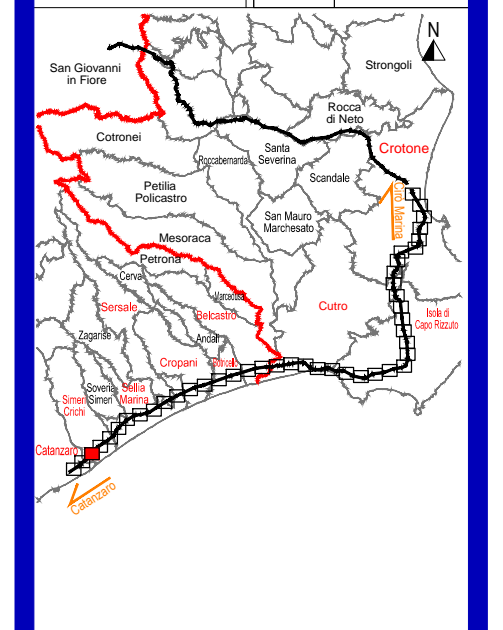 N
Strongoli
San Giovanni
in Fiore
Rocca
di Neto
Cotronei
Crotone
Santa
Severina
Roccabernarda
Scandale
Petilia
Policastro
Ciro Marina
San Mauro
Marchesato
Mesoraca
Petrona
Cerva
Marcedusa
Sersale
Belcastro
Cutro
Isola di
Capo Rizzuto
Zagarise
Andali
Cropani
Botricello
Soveria
Simeri
Sellia
Marina
Simeri
Crichi
Catanzaro
Catanzaro